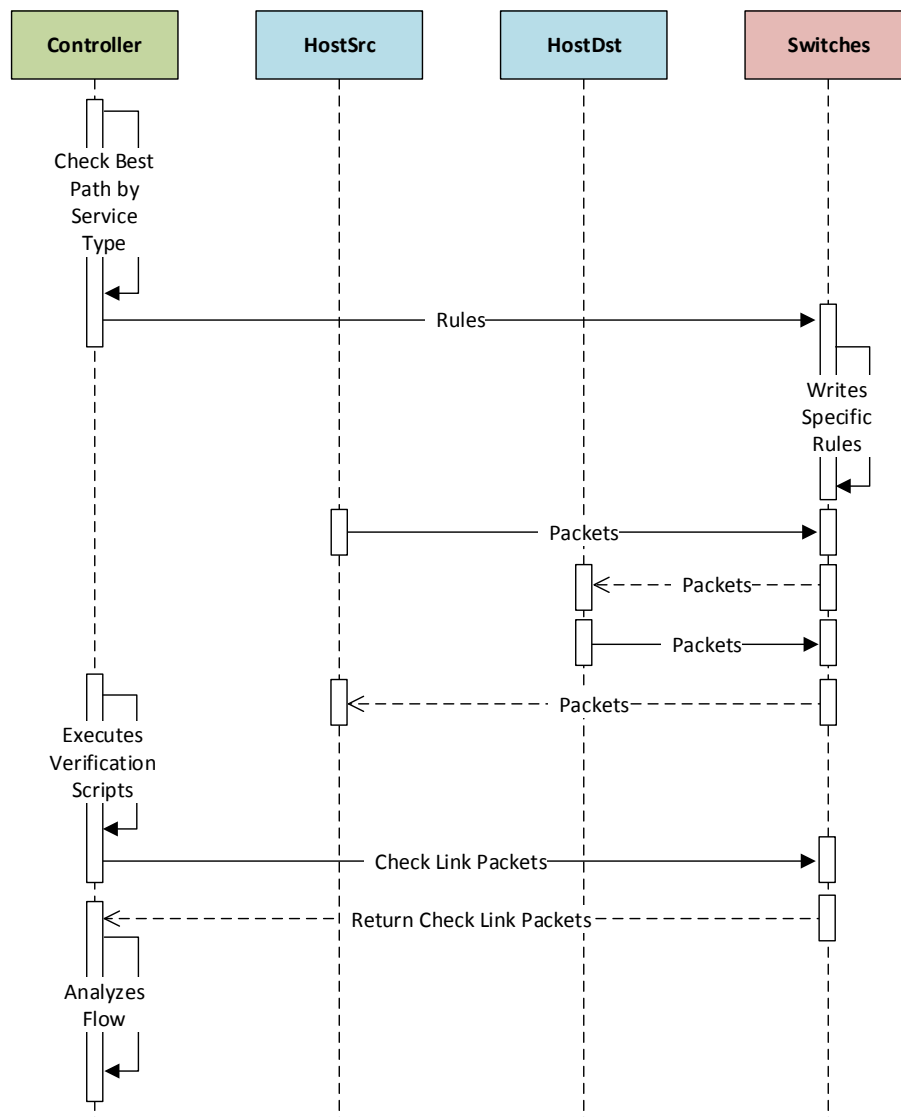 Controller
HostSrc
HostDst
Switches
Check Best
Path by
Service
Type
Rules
Writes
Specific
Rules
Packets
Packets
Packets
Packets
Executes
Verification
Scripts
Check Link Packets
Return Check Link Packets
Analyzes
Flow